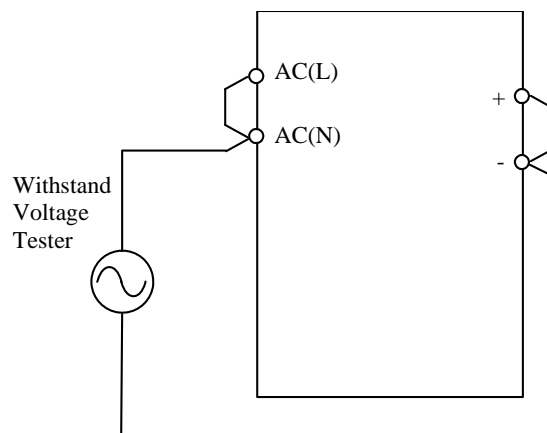 AC(L)
+
AC(N)
-
Withstand
Voltage
Tester